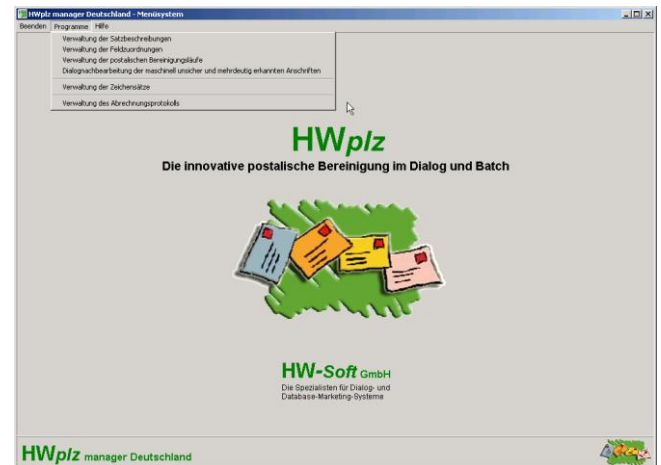 HWplz manager Deutschland - Menüsystem
Beenden Programme Hilfe
Verwaltung der Satzbeschreibungen
Verwaltung der Feldzuordnungen
Verwaltung der postalischen Bereinigungsläufe
Dialognachbearbeitung der maschinell unsicher und mehrdeutig erkannten Anschriften
Verwaltung der Zeichensätze
Verwaltung des Abrechnungsprotokolls
HWplz
Die innovative postalische Bereinigung im Dialog und Batch
HW-Soft GmbH
Die Spezialisten für Dialog- und
Database-Marketing-Systeme
HWplz manager Deutschland